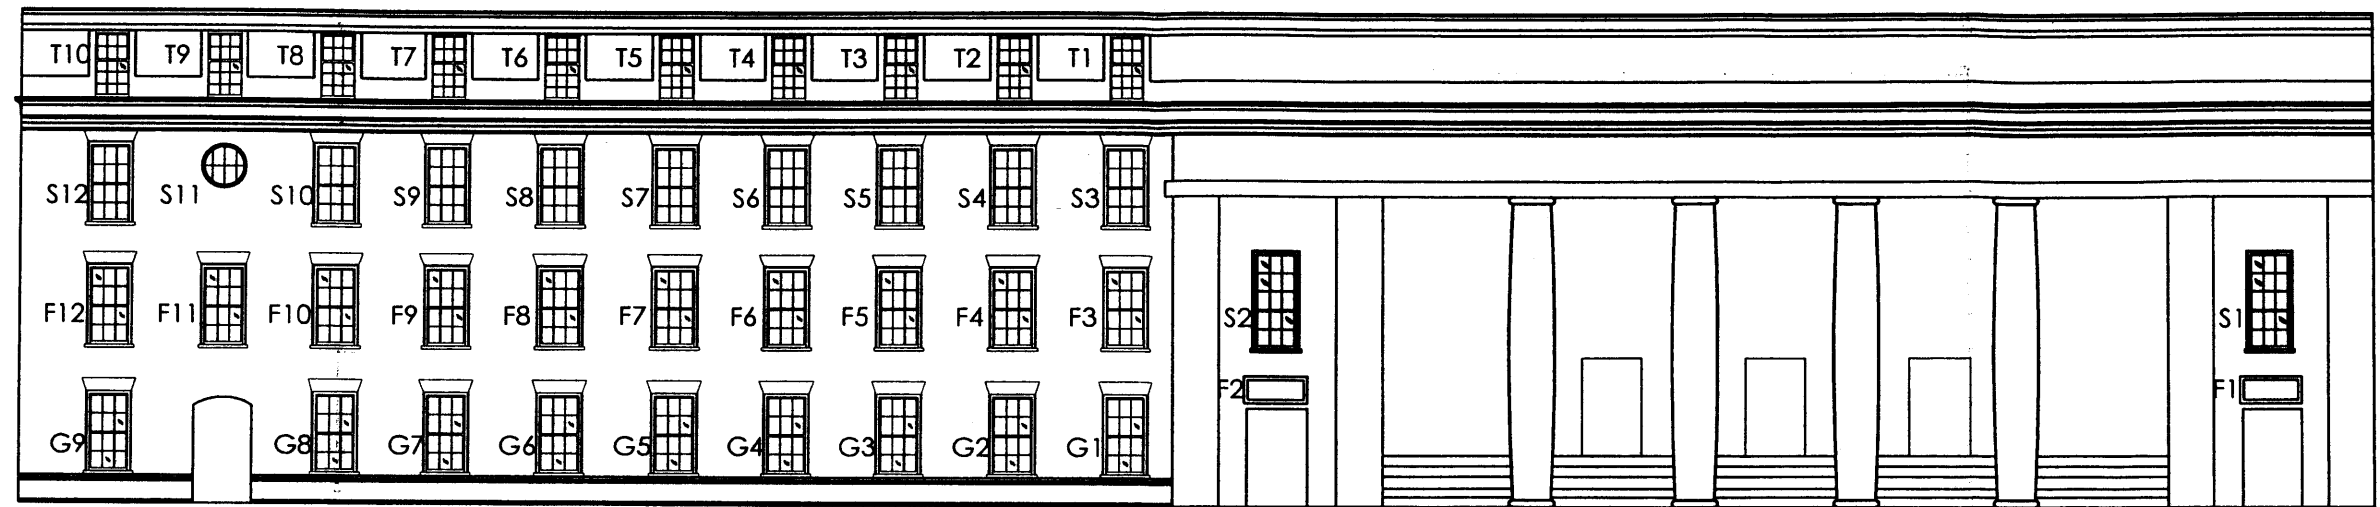 T10 T9 T8 T7 T6 T5 T4 T3 T2 T1
S12 S11 S10 S9 S8 S7 S6 S5 S4 S3
F12 F11 F10 F9 F8 F7 F6 F5 F4 F3 S2 S1
F2 F1
G9 G8 G7 G6 G5 G4 G3 G2 G1